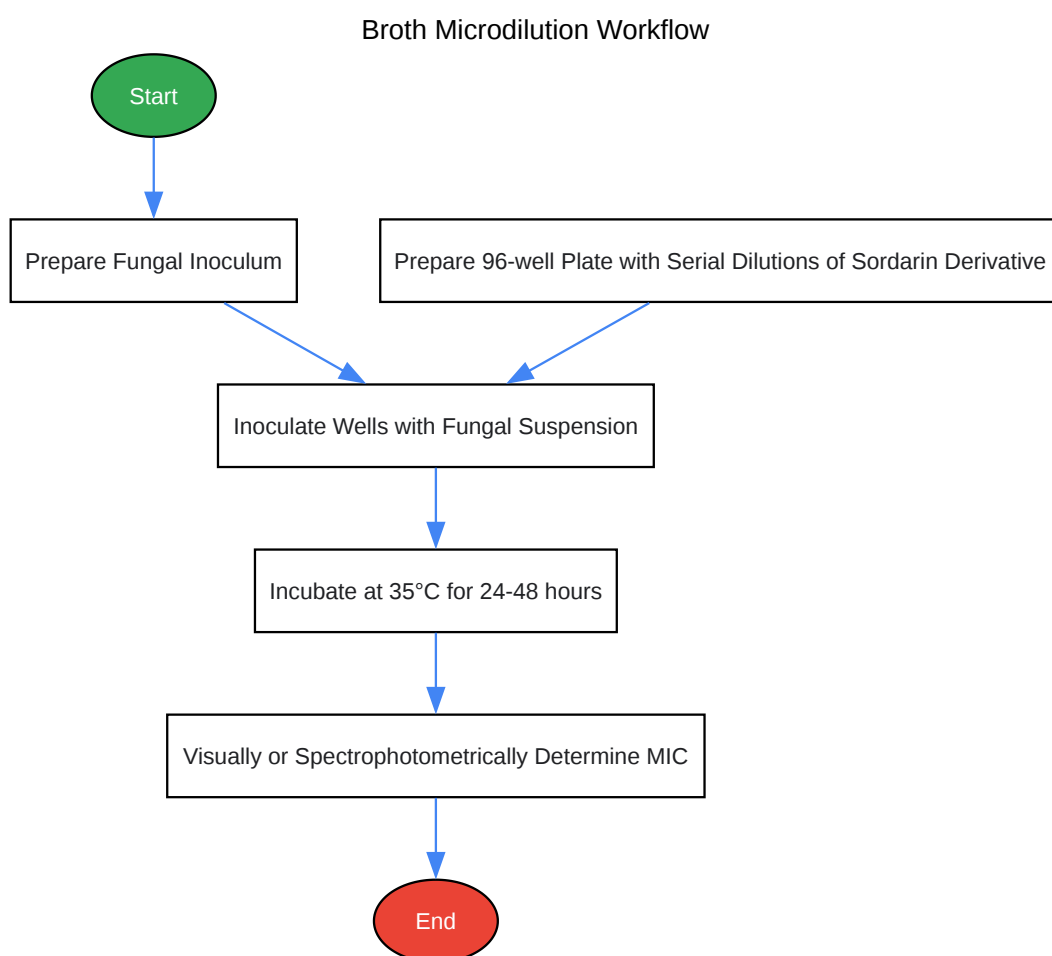 Broth Microdilution Workflow
Start
Prepare Fungal Inoculum
Prepare 96-well Plate with Serial Dilutions of Sordarin Derivative
Inoculate Wells with Fungal Suspension
Incubate at 35°C for 24-48 hours
Visually or Spectrophotometrically Determine MIC
End